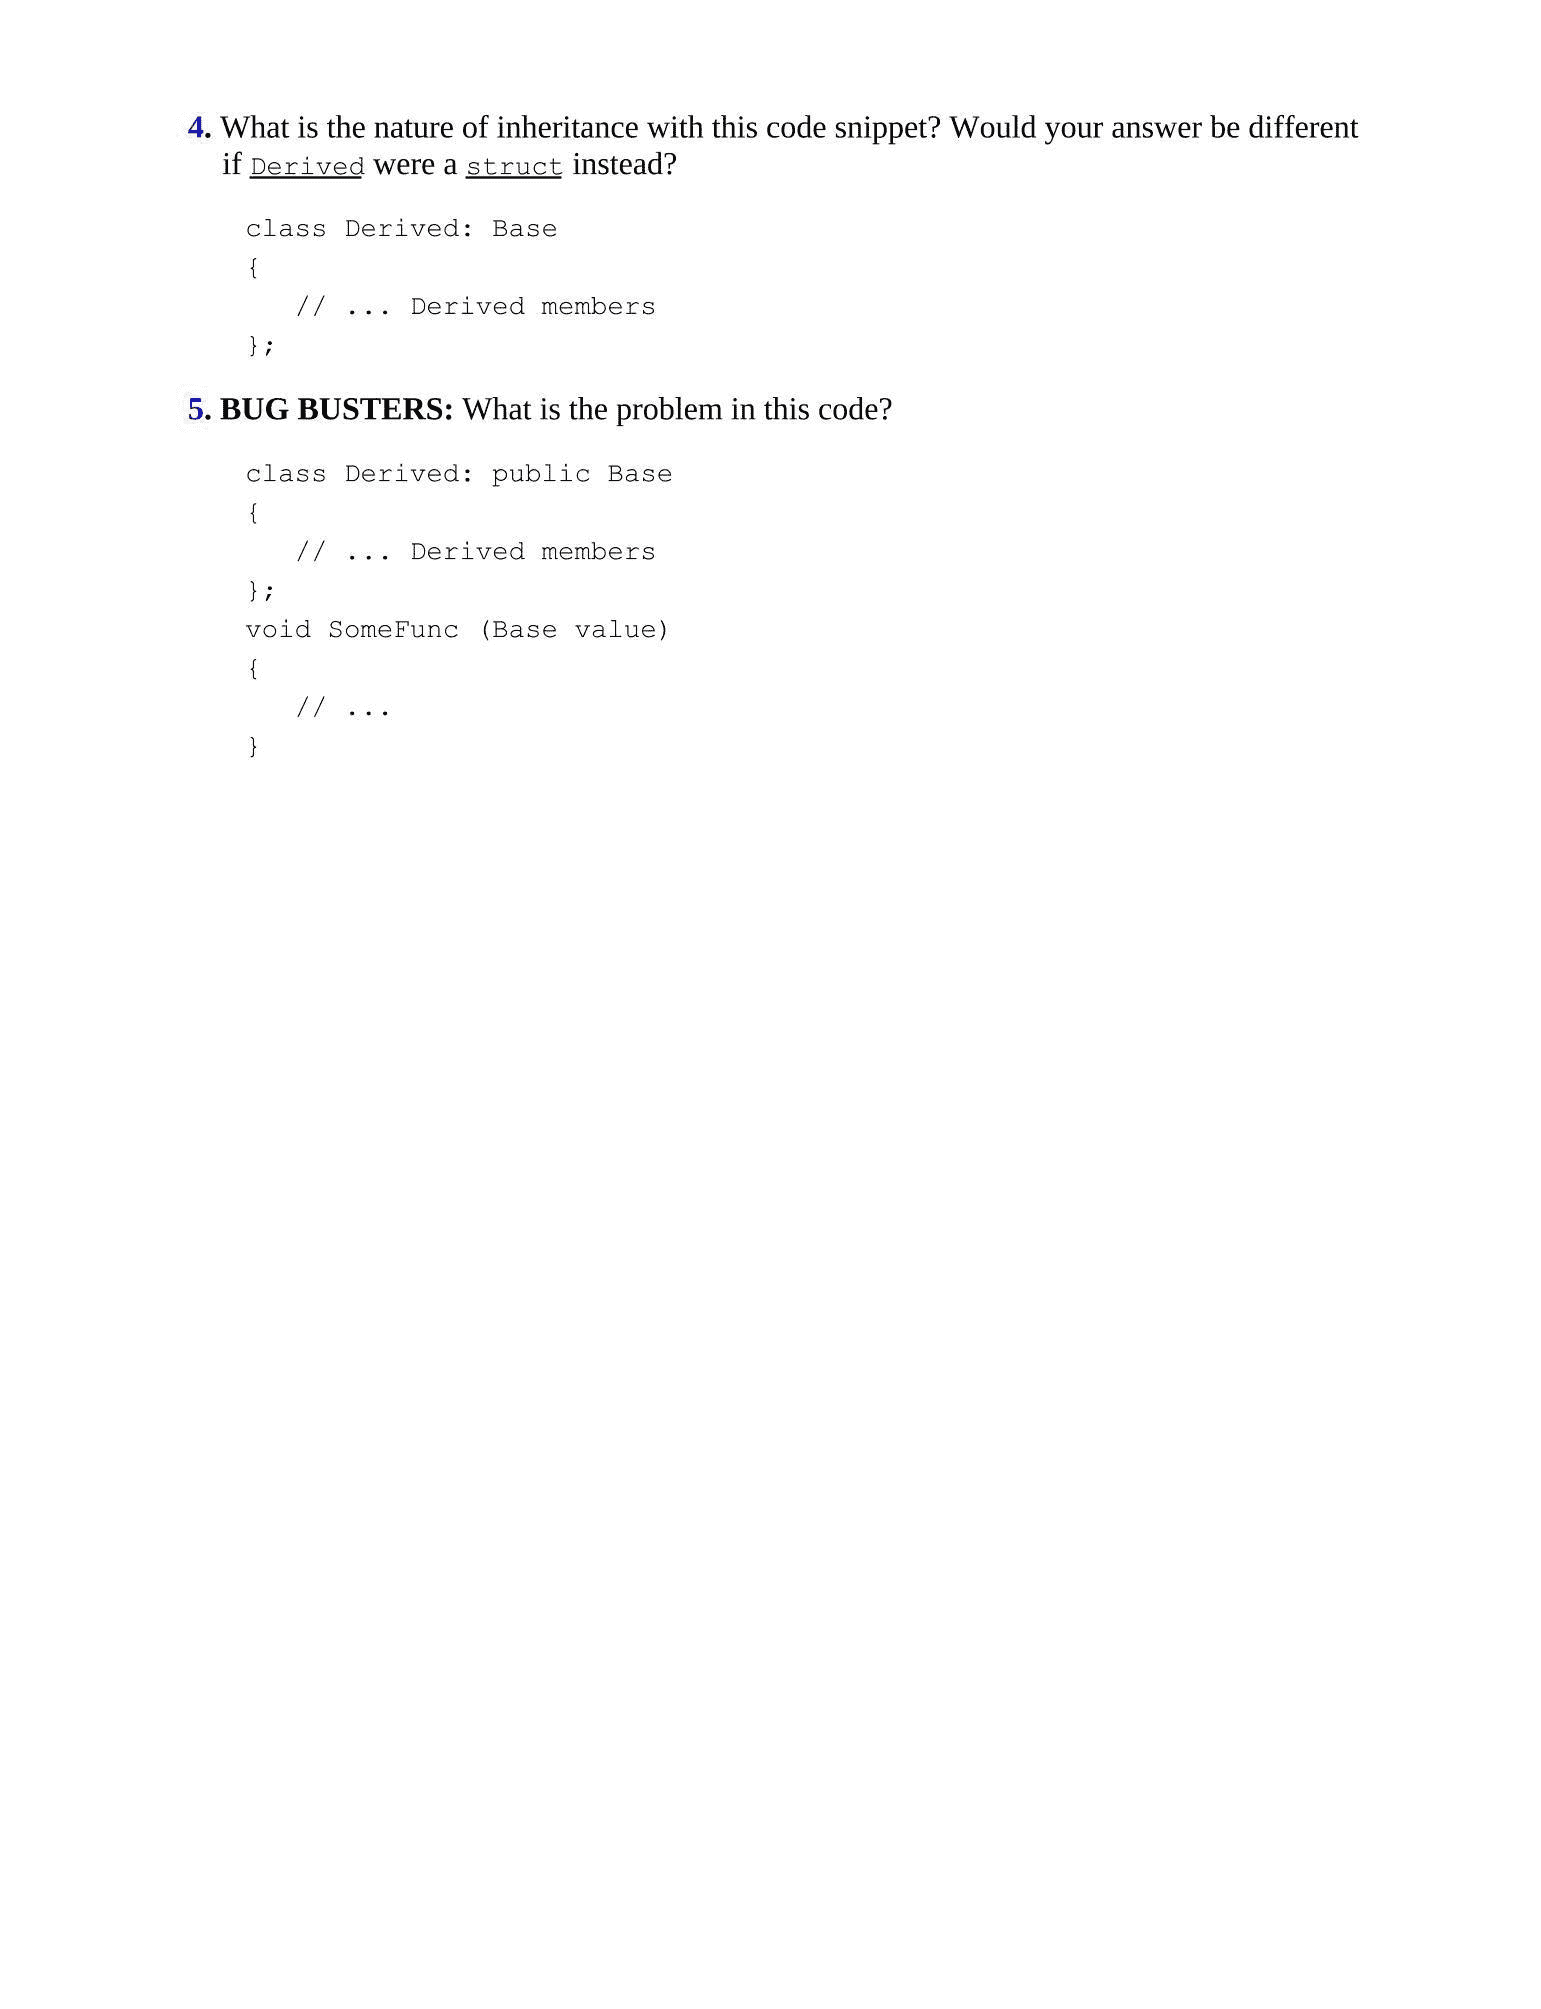 4. What is the nature of inheritance with this code snippet? Would your answer be different
if Derived were a struct instead?
class Derived: Base
{
// ... Derived members
};
5. BUG BUSTERS: What is the problem in this code?
class Derived: public Base
{
// ... Derived members
};
void SomeFunc (Base value)
{
// ...
}